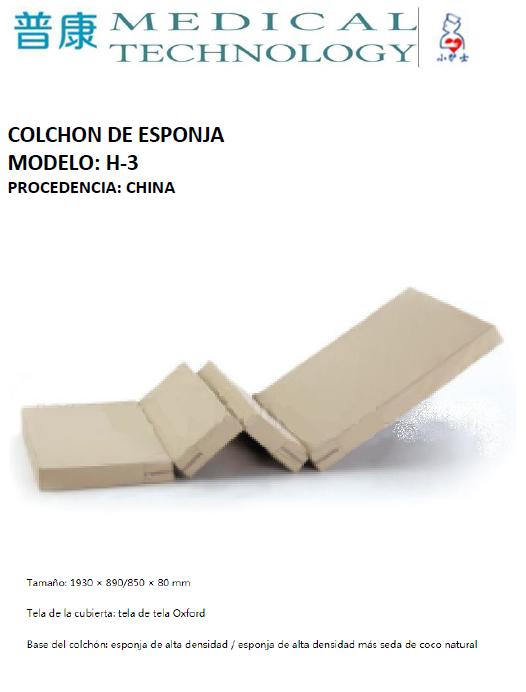 普康 MEDICAL TECHNOLOGY
小护士
COLCHON DE ESPONJA
MODELO: H-3
PROCEDENCIA: CHINA
Tamaño: 1930 × 890/850 × 80 mm
Tela de la cubierta: tela de tela Oxford
Base del colchón: esponja de alta densidad / esponja de alta densidad más seda de coco natural